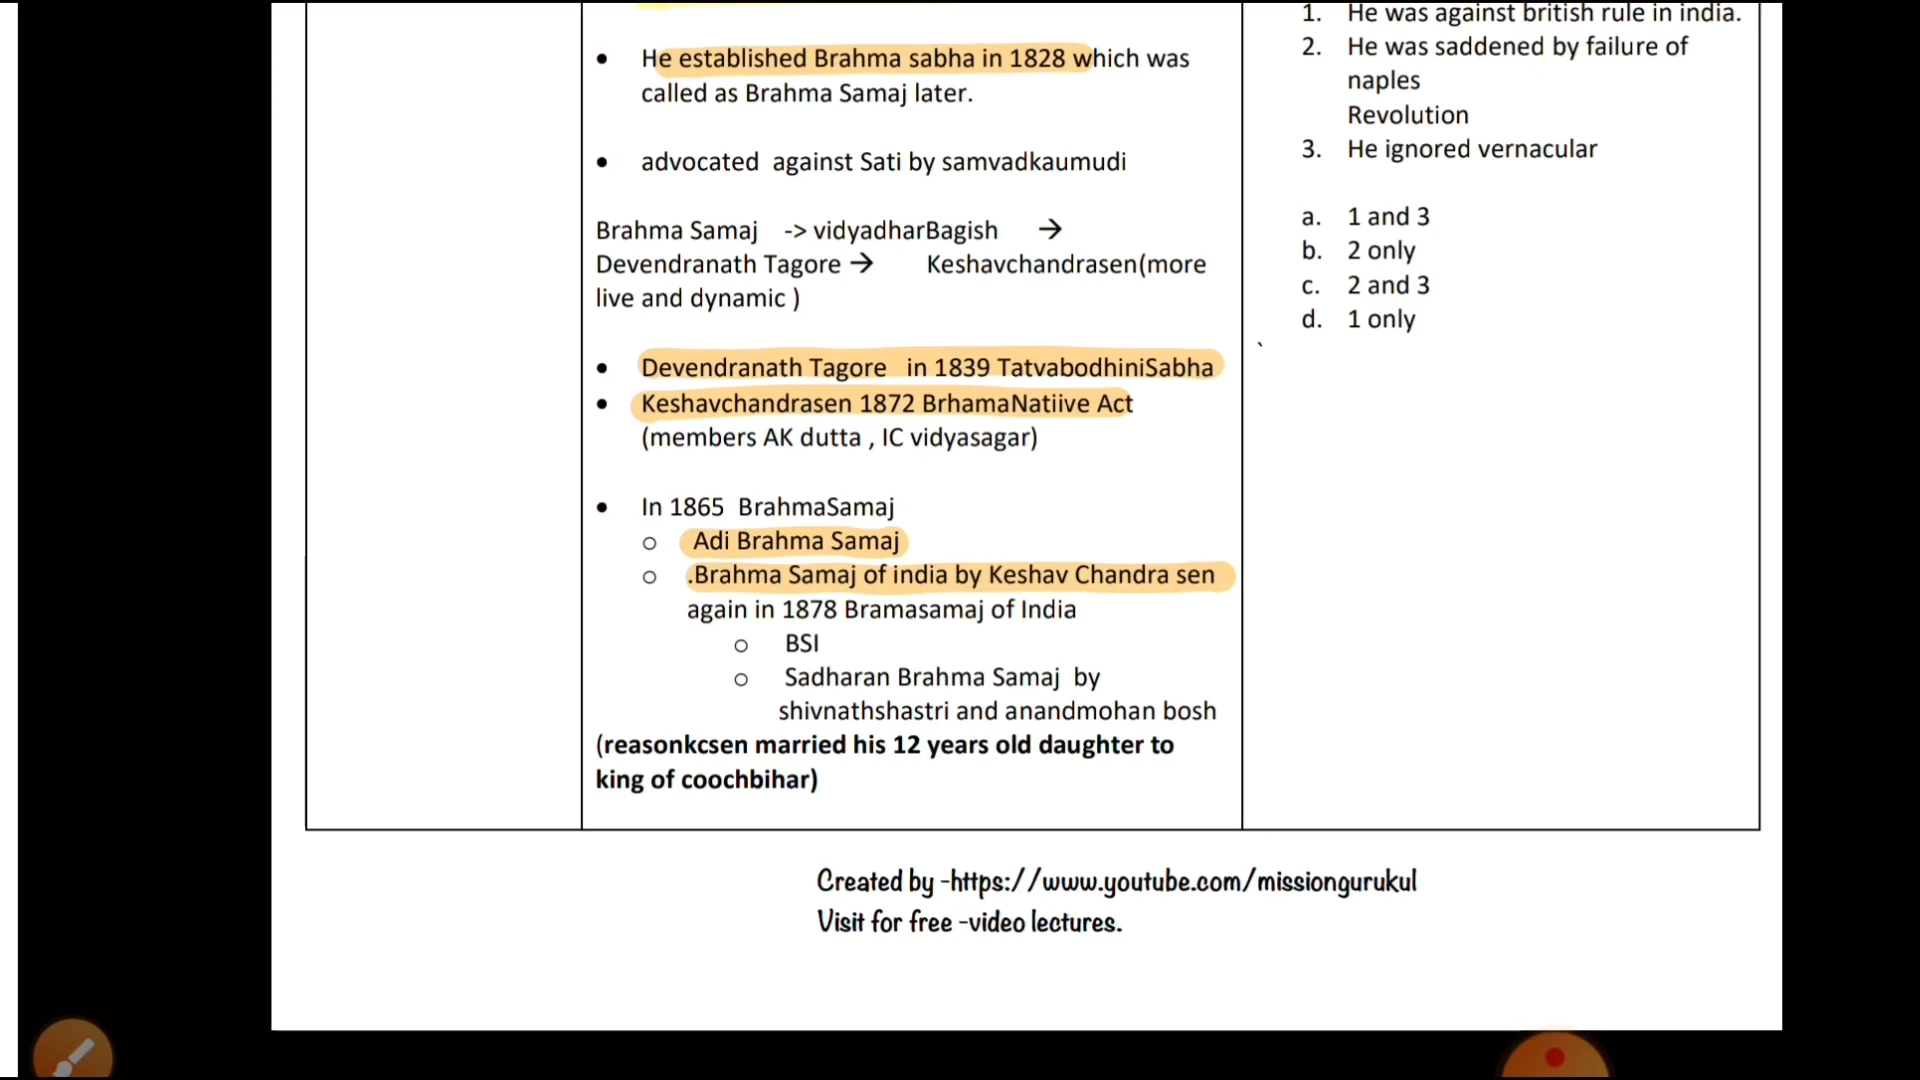 • He established Brahma sabha in 1828 which was
called as Brahma Samaj later.
• advocated against Sati by samvadkaumudi
Brahma Samaj -> vidyadharBagish →
Devendranath Tagore → Keshavchandrasen(more
live and dynamic )
• Devendranath Tagore in 1839 TatvabodhiniSabha
• Keshavchandrasen 1872 BrhamaNatiive Act
(members AK dutta , IC vidyasagar)
• In 1865 BrahmaSamaj
o Adi Brahma Samaj
o .Brahma Samaj of india by Keshav Chandra sen
again in 1878 Bramasamaj of India
o BSI
o Sadharan Brahma Samaj by
shivnathshastri and anandmohan bosh
(reasonkcsen married his 12 years old daughter to
king of coochbihar)
1. He was against british rule in india.
2. He was saddened by failure of
naples
Revolution
3. He ignored vernacular
a. 1 and 3
b. 2 only
c. 2 and 3
d. 1 only
`
Created by -https://www.youtube.com/missiongurukul
Visit for free -video lectures.